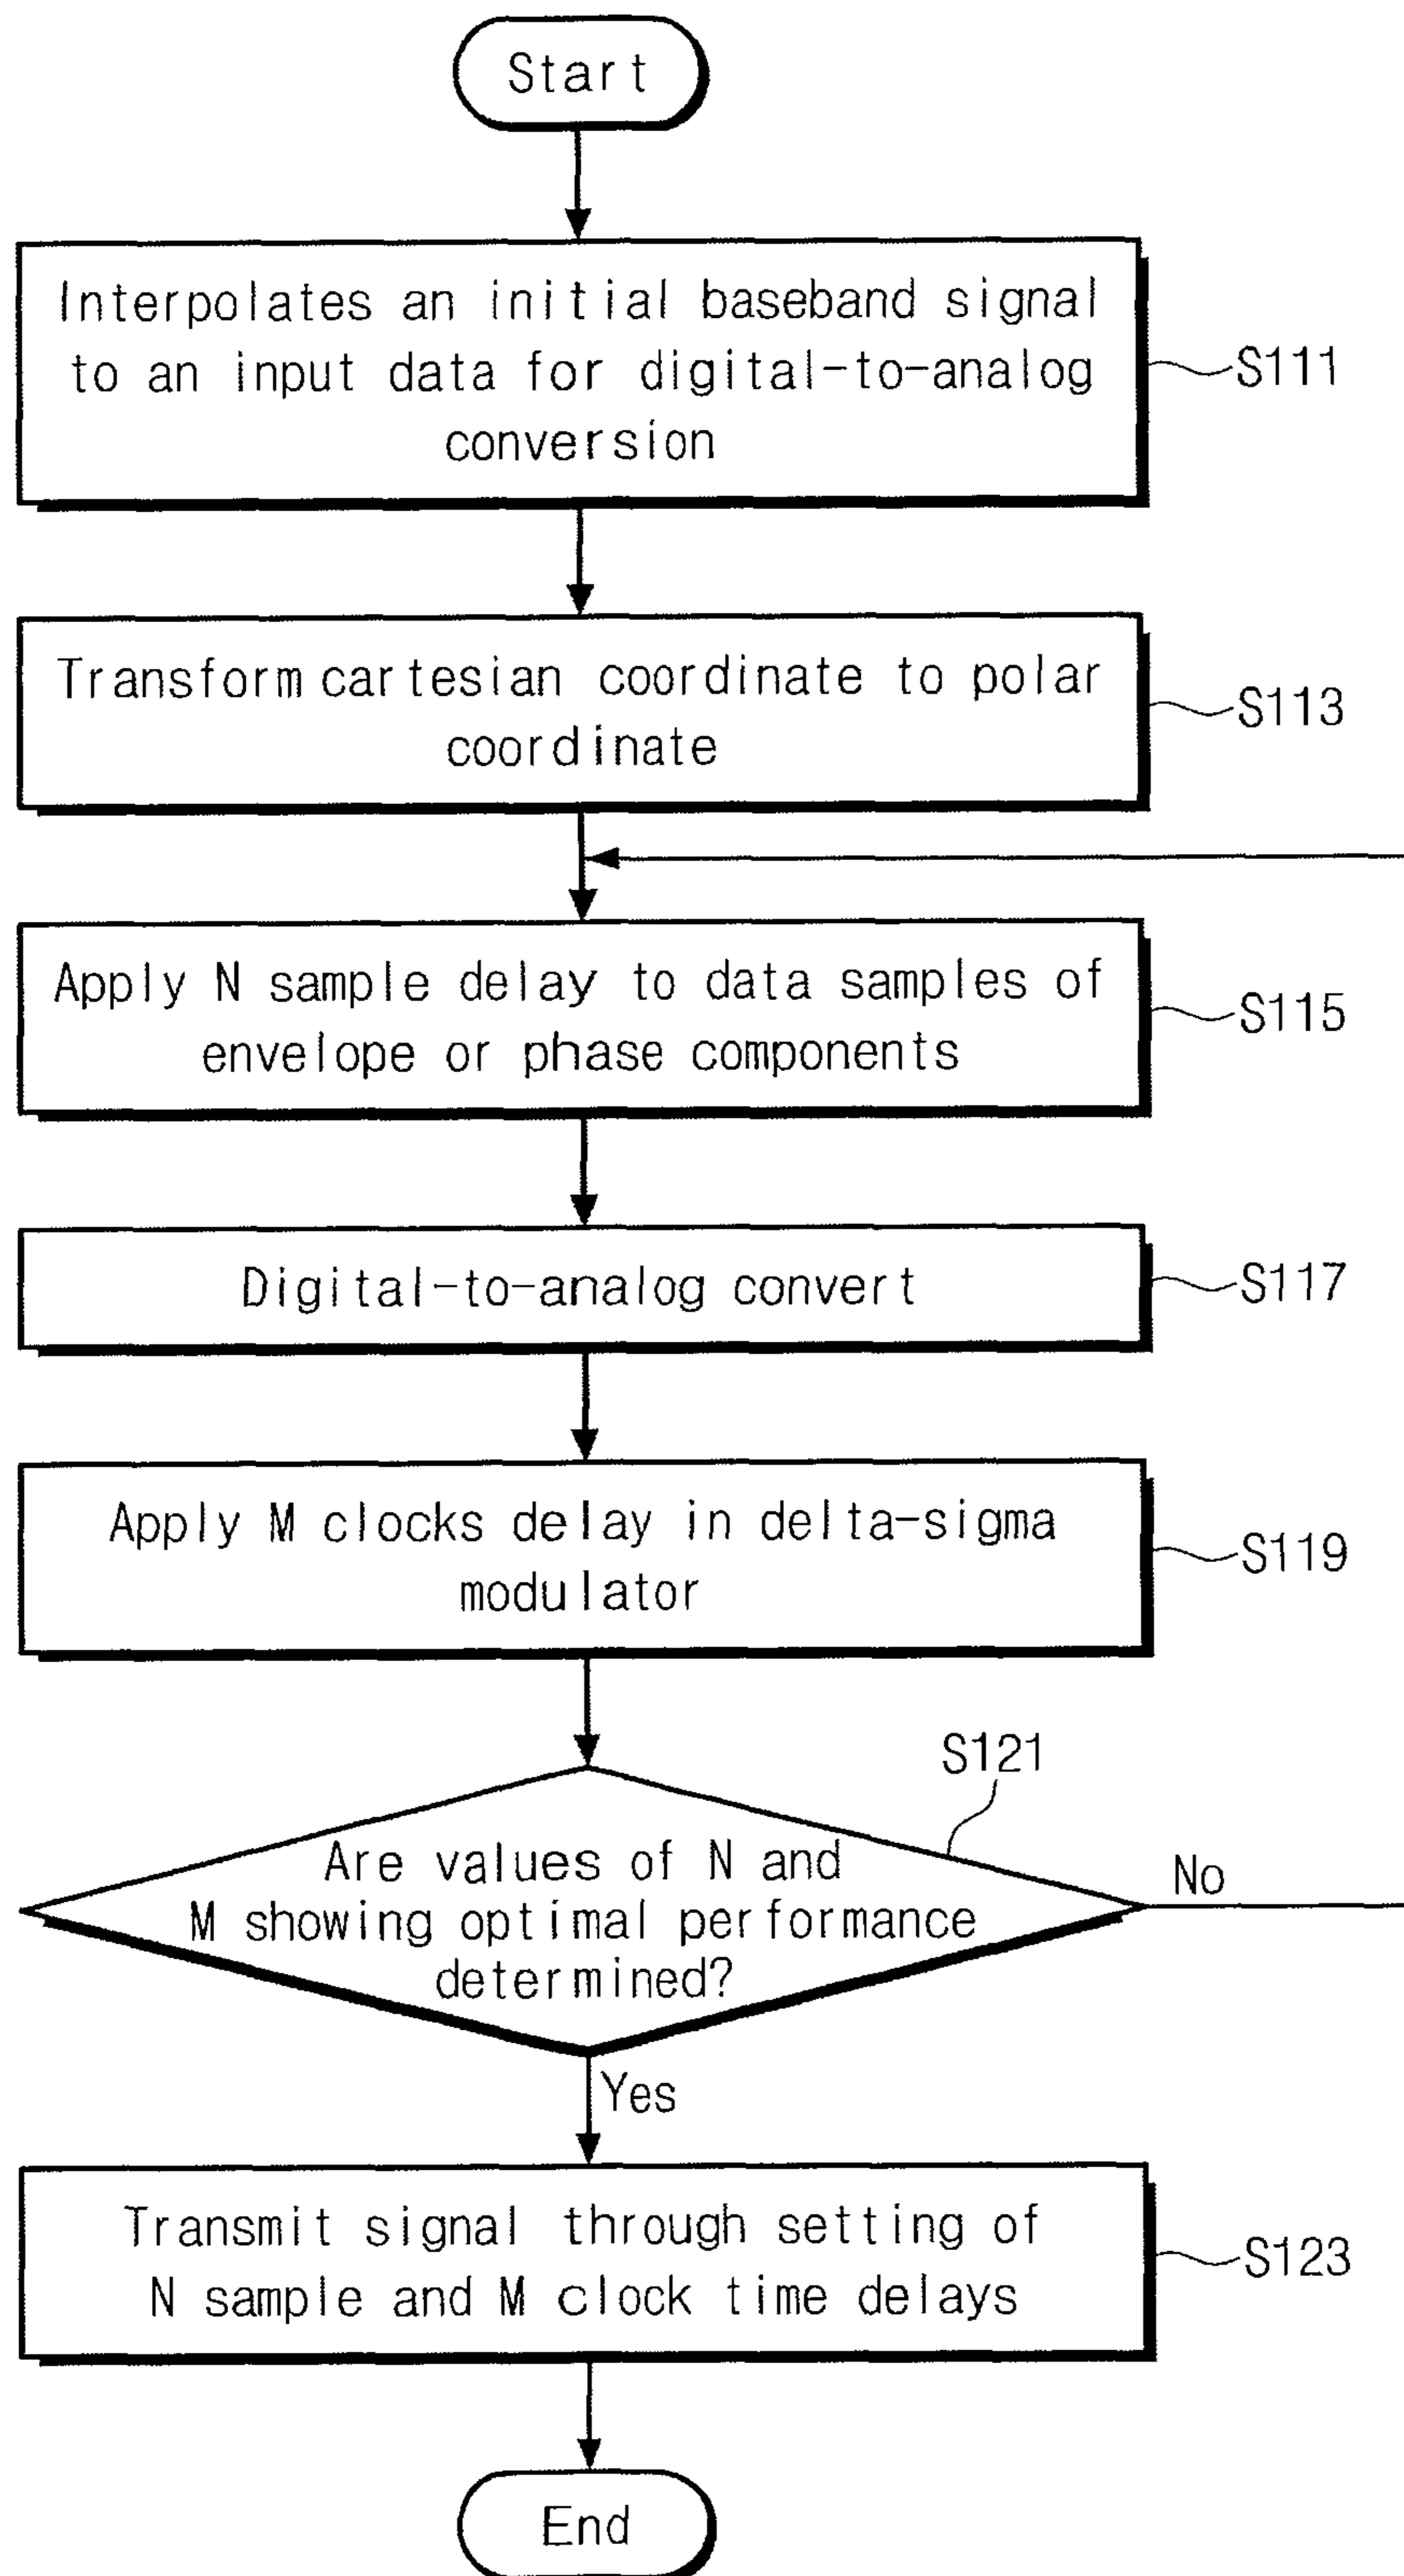 Start
Interpolates an initial baseband signal
to an input data for digital-to-analog
conversion
S111
Transform cartesian coordinate to polar
coordinate
S113
Apply N sample delay to data samples of
envelope or phase components
S115
Digital-to-analog convert
S117
Apply M clocks delay in delta-sigma
modulator
S119
S121
Are values of N and
M showing optimal performance
determined?
No
Yes
Transmit signal through setting of
N sample and M clock time delays
S123
End